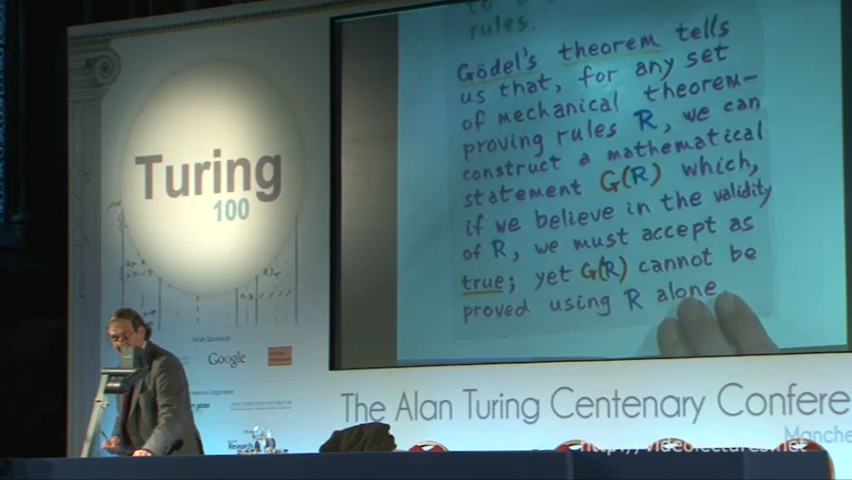 rules.
Gödel's theorem tells
us that, for any set
of mechanical theorem-
proving rules R, we can
construct a mathematical
statement G(R) which,
if we believe in the validity
of R, we must accept as
true; yet G(R) cannot be
proved using R alone.
Turing
100
Google
Research
The Alan Turing Centenary Confere
Manche
http://videolectures.net